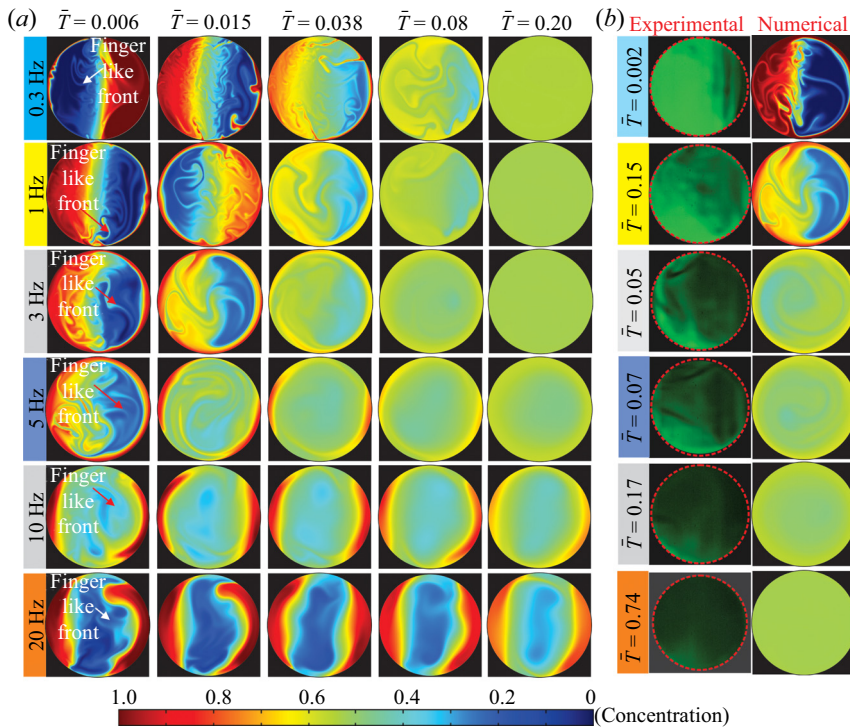 (a) T̄ = 0.006 T̄ = 0.015 T̄ = 0.038 T̄ = 0.08 T̄ = 0.20
(b) Experimental Numerical
0.3 Hz
Finger
like
front
1 Hz
Finger
like
front
3 Hz
Finger
like
front
5 Hz
Finger
like
front
10 Hz
Finger
like
front
20 Hz
Finger
like
front
T̄ = 0.002
T̄ = 0.15
T̄ = 0.05
T̄ = 0.07
T̄ = 0.17
T̄ = 0.74
1.0 0.8 0.6 0.4 0.2 0 (Concentration)